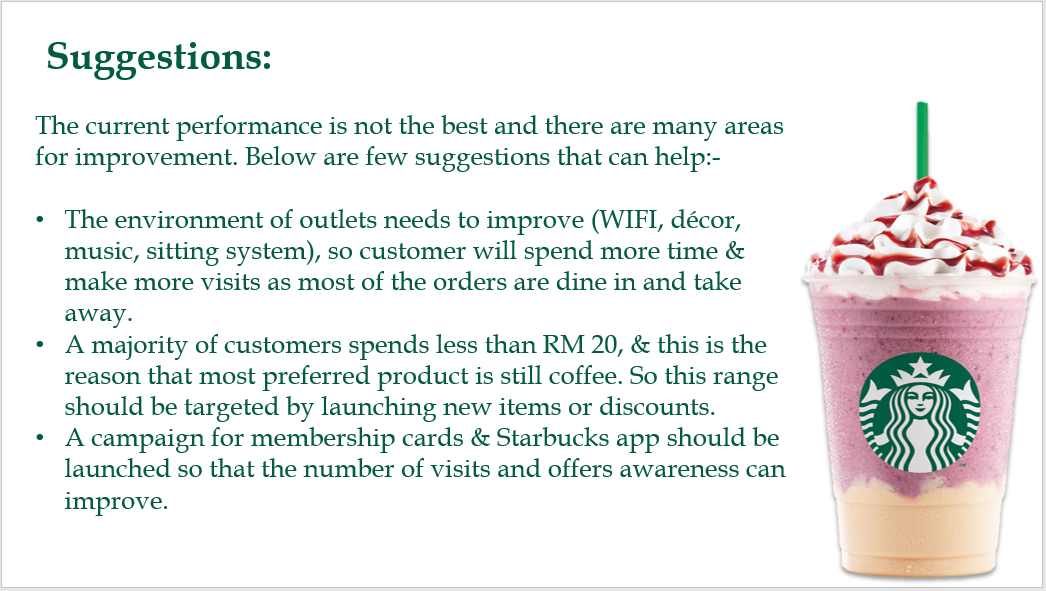 Suggestions:
The current performance is not the best and there are many areas
for improvement. Below are few suggestions that can help:-
• The environment of outlets needs to improve (WIFI, décor,
music, sitting system), so customer will spend more time &
make more visits as most of the orders are dine in and take
away.
• A majority of customers spends less than RM 20, & this is the
reason that most preferred product is still coffee. So this range
should be targeted by launching new items or discounts.
• A campaign for membership cards & Starbucks app should be
launched so that the number of visits and offers awareness can
improve.